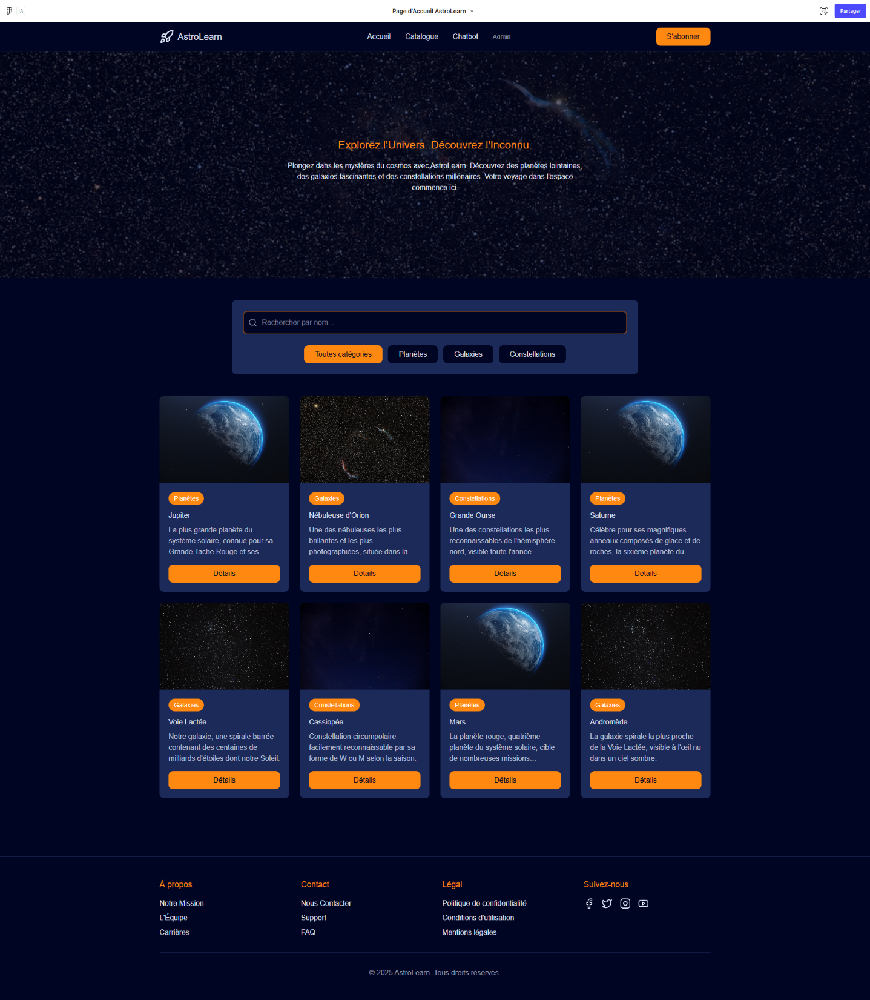 IA
Page d'Accueil AstroLearn
Partager
AstroLearn
Accueil
Catalogue
Chatbot
Admin
S'abonner
Explorez l'Univers. Découvrez l'Inconnu.
Plongez dans les mystères du cosmos avec AstroLearn. Découvrez des planètes lointaines,
des galaxies fascinantes et des constellations millénaires. Votre voyage dans l'espace
commence ici.
Rechercher par nom...
Toutes catégories
Planètes
Galaxies
Constellations
Planètes
Jupiter
La plus grande planète du
système solaire, connue pour sa
Grande Tache Rouge et ses…
Détails
Galaxies
Nébuleuse d'Orion
Une des nébuleuses les plus
brillantes et les plus
photographiées, située dans la…
Détails
Constellations
Grande Ourse
Une des constellations les plus
reconnaissables de l'hémisphère
nord, visible toute l'année.
Détails
Planètes
Saturne
Célèbre pour ses magnifiques
anneaux composés de glace et de
roches, la sixième planète du…
Détails
Galaxies
Voie Lactée
Notre galaxie, une spirale barrée
contenant des centaines de
milliards d'étoiles dont notre Soleil.
Détails
Constellations
Cassiopée
Constellation circumpolaire
facilement reconnaissable par sa
forme de W ou M selon la saison.
Détails
Planètes
Mars
La planète rouge, quatrième
planète du système solaire, cible
de nombreuses missions…
Détails
Galaxies
Andromède
La galaxie spirale la plus proche
de la Voie Lactée, visible à l'œil nu
dans un ciel sombre.
Détails
À propos
Notre Mission
L'Équipe
Carrières
Contact
Nous Contacter
Support
FAQ
Légal
Politique de confidentialité
Conditions d'utilisation
Mentions légales
Suivez-nous
© 2025 AstroLearn. Tous droits réservés.